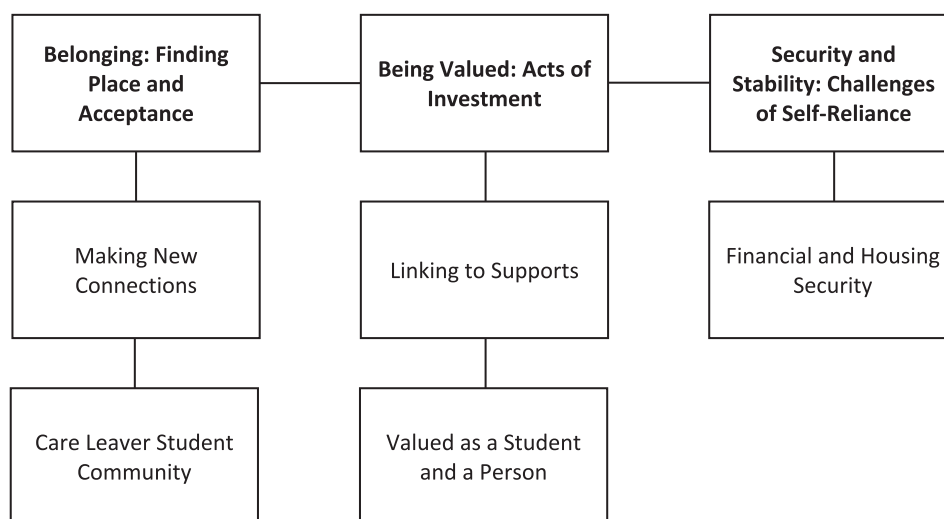 Belonging: Finding
Place and
Acceptance
Being Valued: Acts of
Investment
Security and
Stability: Challenges
of Self-Reliance
Making New
Connections
Linking to Supports
Financial and Housing
Security
Care Leaver Student
Community
Valued as a Student
and a Person